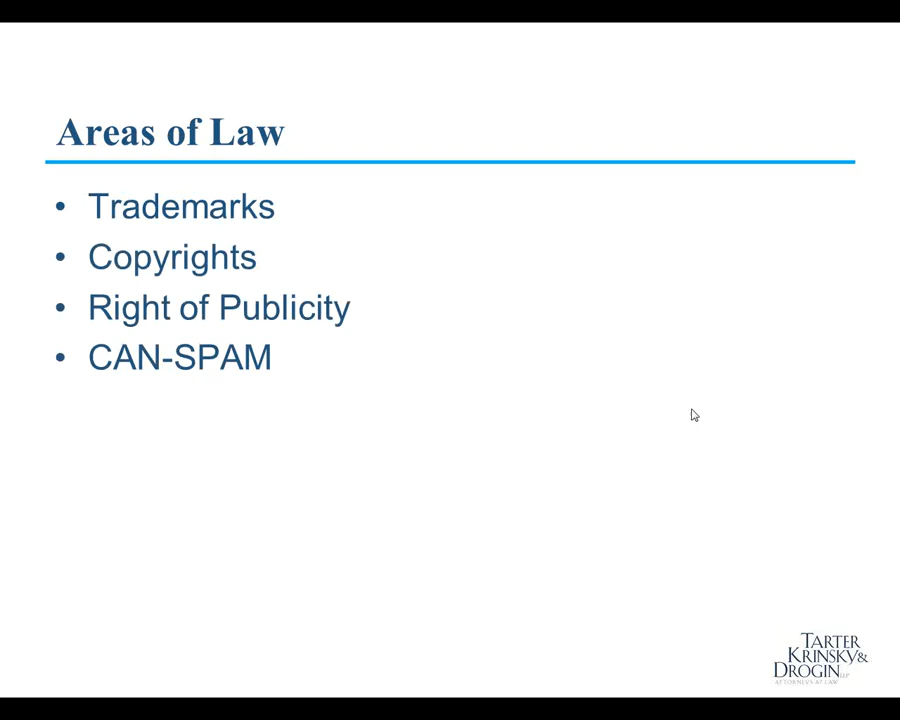 Areas of Law
• Trademarks
• Copyrights
• Right of Publicity
• CAN-SPAM
TARTER
KRINSKY&
DROGIN LLP
ATTORNEYS AT LAW